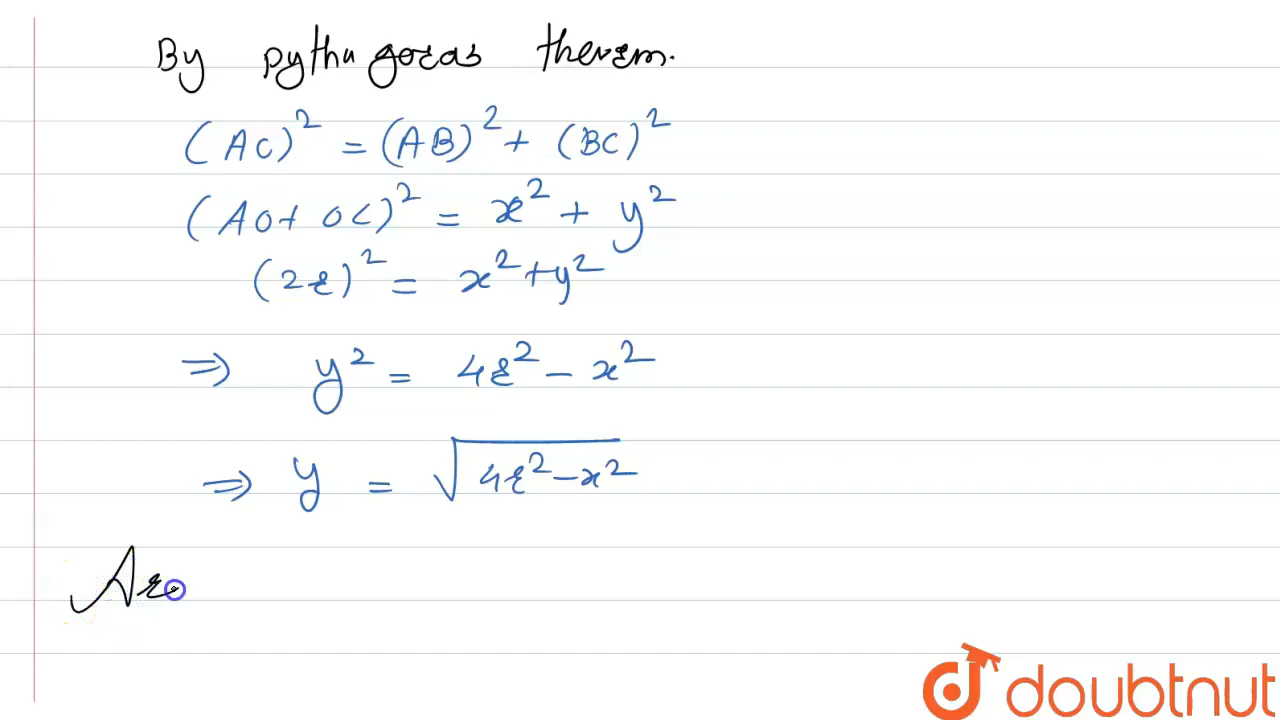 By pythagoras therem.
(AC)² = (AB)² + (BC)²
(AO + OC)² = x² + y²
(2r)² = x² + y²
⇒ y² = 4r² - x²
⇒ y = √4r² - x²
Are
doubtnut